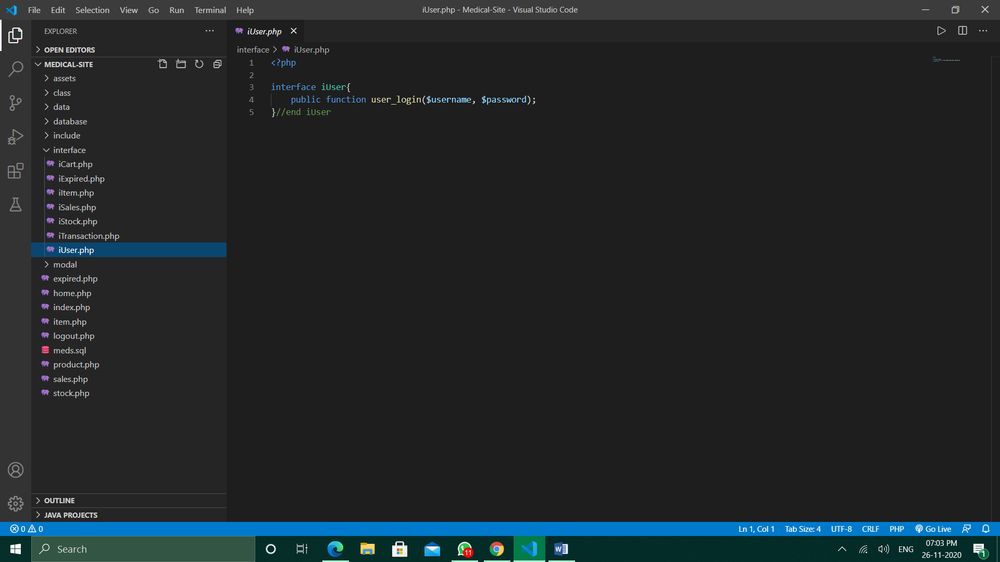 File Edit Selection View Go Run Terminal Help
iUser.php - Medical-Site - Visual Studio Code
EXPLORER
OPEN EDITORS
MEDICAL-SITE
assets
class
data
database
include
interface
iCart.php
iExpired.php
iItem.php
iSales.php
iStock.php
iTransaction.php
iUser.php
modal
expired.php
home.php
index.php
item.php
logout.php
meds.sql
product.php
sales.php
stock.php
OUTLINE
JAVA PROJECTS
iUser.php
interface > iUser.php
1 <?php
2
3 interface iUser{
4     public function user_login($username, $password);
5 }//end iUser
0 0
Ln 1, Col 1 Tab Size: 4 UTF-8 CRLF PHP Go Live
Search
11
ENG
07:03 PM
26-11-2020
1